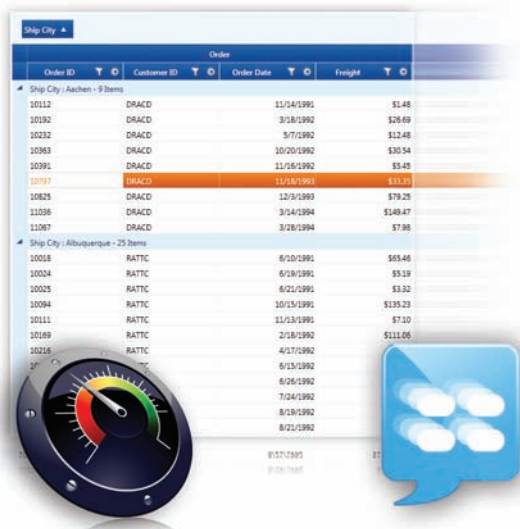 Ship City ▲
Order
Order ID Customer ID Order Date Freight
Ship City : Aachen - 9 Items
10112 DRACD 11/14/1991 $1.48
10192 DRACD 3/18/1992 $26.69
10232 DRACD 5/7/1992 $12.48
10363 DRACD 10/20/1992 $30.54
10391 DRACD 11/16/1992 $5.45
10797 DRACD 11/18/1993 $33.35
10825 DRACD 12/3/1993 $79.25
11036 DRACD 3/14/1994 $149.47
11067 DRACD 3/28/1994 $7.98
Ship City : Albuquerque - 25 Items
10018 RATTC 6/10/1991 $65.46
10024 RATTC 6/19/1991 $5.19
10025 RATTC 6/21/1991 $3.32
10094 RATTC 10/15/1991 $135.23
10111 RATTC 11/13/1991 $7.10
10169 RATTC 2/18/1992 $111.06
10216 RATTC 4/17/1992
RATTC 6/15/1992
RATTC 6/26/1992
RATTC 7/24/1992
RATTC 8/19/1992
8/21/1992